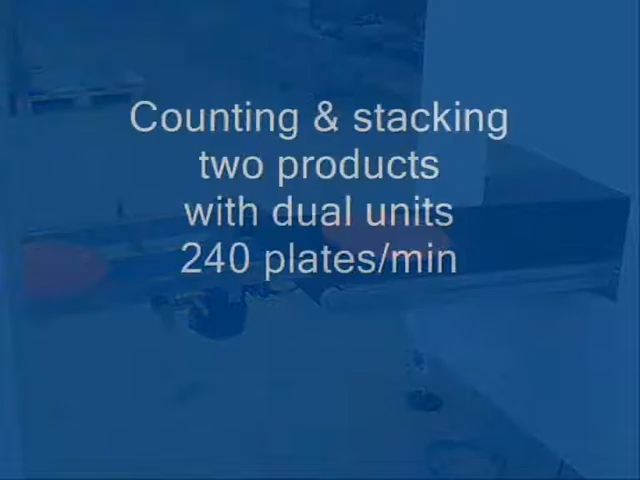 Counting & stacking
two products
with dual units
240 plates/min